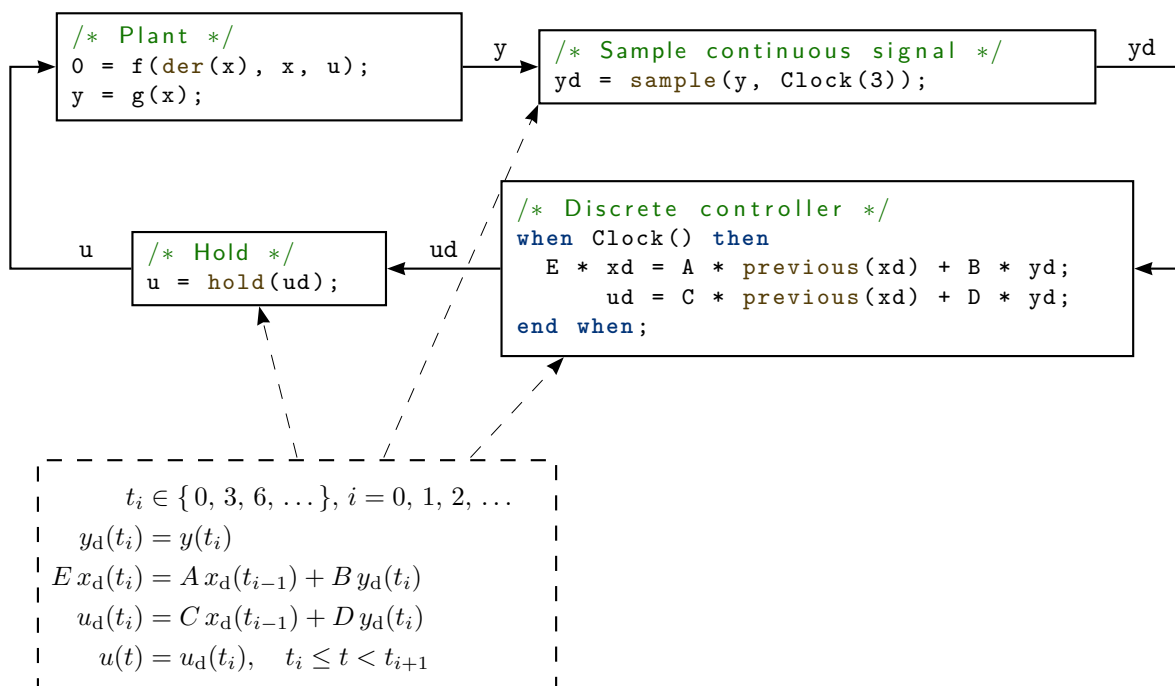 /* Plant */
0 = f(der(x), x, u);
y = g(x);
y
/* Sample continuous signal */
yd = sample(y, Clock(3));
yd
/* Discrete controller */
when Clock() then
E * xd = A * previous(xd) + B * yd;
ud = C * previous(xd) + D * yd;
end when;
ud
/* Hold */
u = hold(ud);
u
t_i ∈ { 0, 3, 6, … }, i = 0, 1, 2, …
y_d(t_i) = y(t_i)
E x_d(t_i) = A x_d(t_{i−1}) + B y_d(t_i)
u_d(t_i) = C x_d(t_{i−1}) + D y_d(t_i)
u(t) = u_d(t_i), t_i ≤ t < t_{i+1}